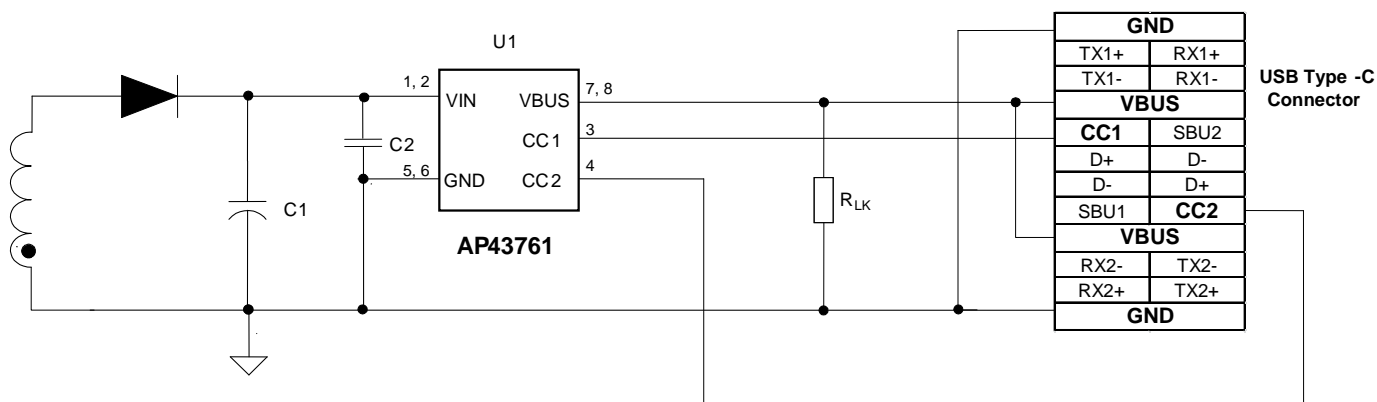 U1
1, 2
VIN
VBUS
7, 8
CC1
3
5, 6
GND
CC2
4
C2
C1
AP43761
RLK
GND
TX1+ RX1+
TX1- RX1-
VBUS
CC1 SBU2
D+ D-
D- D+
SBU1 CC2
VBUS
RX2- TX2-
RX2+ TX2+
GND
USB Type -C
Connector